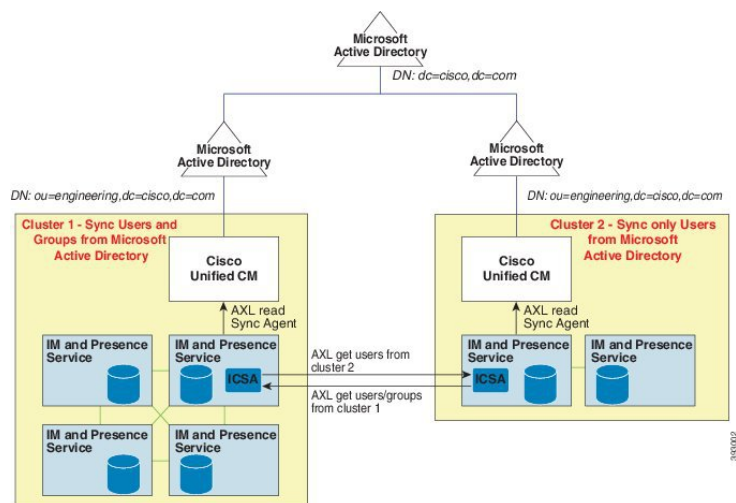 Microsoft
Active Directory
DN: dc=cisco,dc=com
Microsoft
Active Directory
Microsoft
Active Directory
DN: ou=engineering,dc=cisco,dc=com
DN: ou=engineering,dc=cisco,dc=com
Cluster 1 - Sync Users and
Groups from Microsoft
Active Directory
Cisco
Unified CM
AXL read
Sync Agent
IM and Presence
Service
IM and Presence
Service
ICSA
IM and Presence
Service
IM and Presence
Service
AXL get users from
cluster 2
AXL get users/groups
from cluster 1
Cluster 2 - Sync only Users
from Microsoft
Active Directory
Cisco
Unified CM
AXL read
Sync Agent
IM and Presence
Service
ICSA
IM and Presence
Service